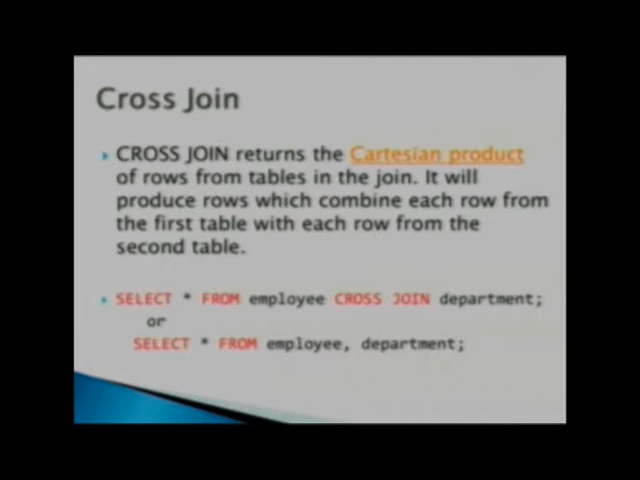 Cross Join
CROSS JOIN returns the Cartesian product
of rows from tables in the join. It will
produce rows which combine each row from
the first table with each row from the
second table.
SELECT * FROM employee CROSS JOIN department;
or
SELECT * FROM employee, department;